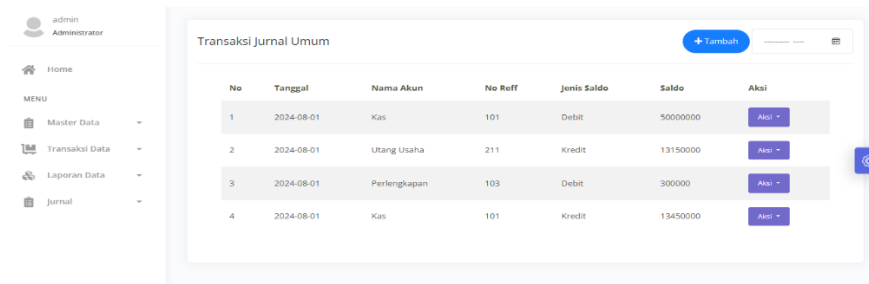 admin
Administrator
Home
MENU
Master Data
Transaksi Data
Laporan Data
Jurnal
Transaksi Jurnal Umum
+ Tambah
No Tanggal Nama Akun No Reff Jenis Saldo Saldo Aksi
1 2024-08-01 Kas 101 Debit 50000000 Aksi
2 2024-08-01 Utang Usaha 211 Kredit 13150000 Aksi
3 2024-08-01 Perlengkapan 103 Debit 300000 Aksi
4 2024-08-01 Kas 101 Kredit 13450000 Aksi